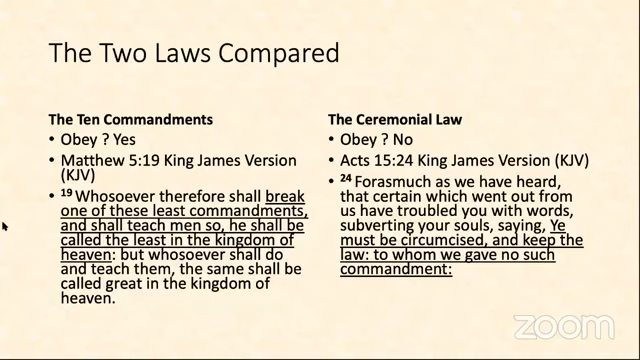 The Two Laws Compared
The Ten Commandments
• Obey ? Yes
• Matthew 5:19 King James Version
(KJV)
• 19 Whosoever therefore shall break
one of these least commandments,
and shall teach men so, he shall be
called the least in the kingdom of
heaven: but whosoever shall do
and teach them, the same shall be
called great in the kingdom of
heaven.
The Ceremonial Law
• Obey ? No
• Acts 15:24 King James Version (KJV)
• 24 Forasmuch as we have heard,
that certain which went out from
us have troubled you with words,
subverting your souls, saying, Ye
must be circumcised, and keep the
law: to whom we gave no such
commandment:
zoom